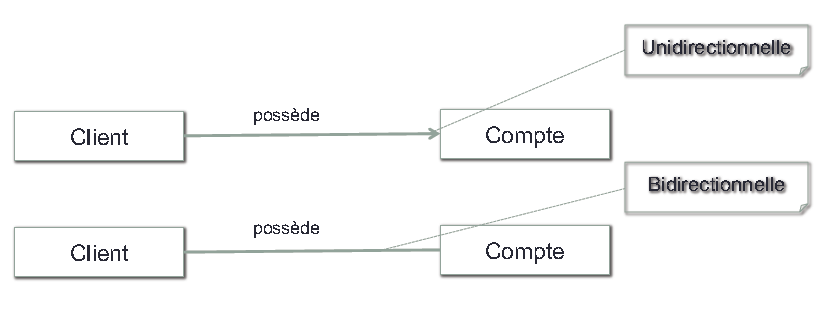 Unidirectionnelle
possède
Client
Compte
Bidirectionnelle
possède
Client
Compte